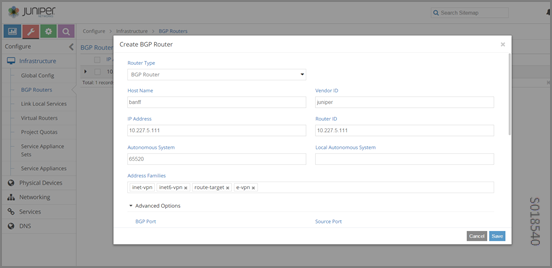 JUNIPER
NETWORKS
Search Sitemap
Configure
Configure > Infrastructure > BGP Routers
Infrastructure
Global Config
BGP Routers
Link Local Services
Virtual Routers
Project Quotas
Service Appliance
Sets
Service Appliances
Physical Devices
Networking
Services
DNS
BGP Route
IP
Total: 1 record
Create BGP Router
Router Type
BGP Router
Host Name
Vendor ID
banff
juniper
IP Address
Router ID
10.227.5.111
10.227.5.111
Autonomous System
Local Autonomous System
65520
Address Families
inet-vpn inet6-vpn route-target e-vpn
Advanced Options
BGP Port
Source Port
Cancel
Save
S018540